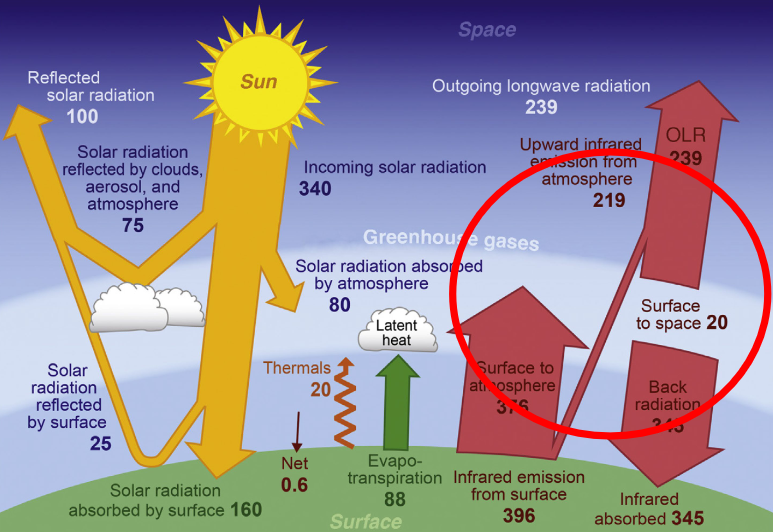 Space
Sun
Reflected
solar radiation
100
Solar radiation
reflected by clouds,
aerosol, and
atmosphere
75
Incoming solar radiation
340
Outgoing longwave radiation
239
OLR
239
Upward infrared
emission from
atmosphere
219
Greenhouse gases
Solar radiation absorbed
by atmosphere
80
Latent
heat
Surface
to space 20
Solar
radiation
reflected
by surface
25
Thermals
20
Surface to
atmosphere
376
Back
radiation
345
Net
0.6
Evapo-
transpiration
88
Infrared emission
from surface
396
Infrared
absorbed 345
Solar radiation
absorbed by surface 160
Surface